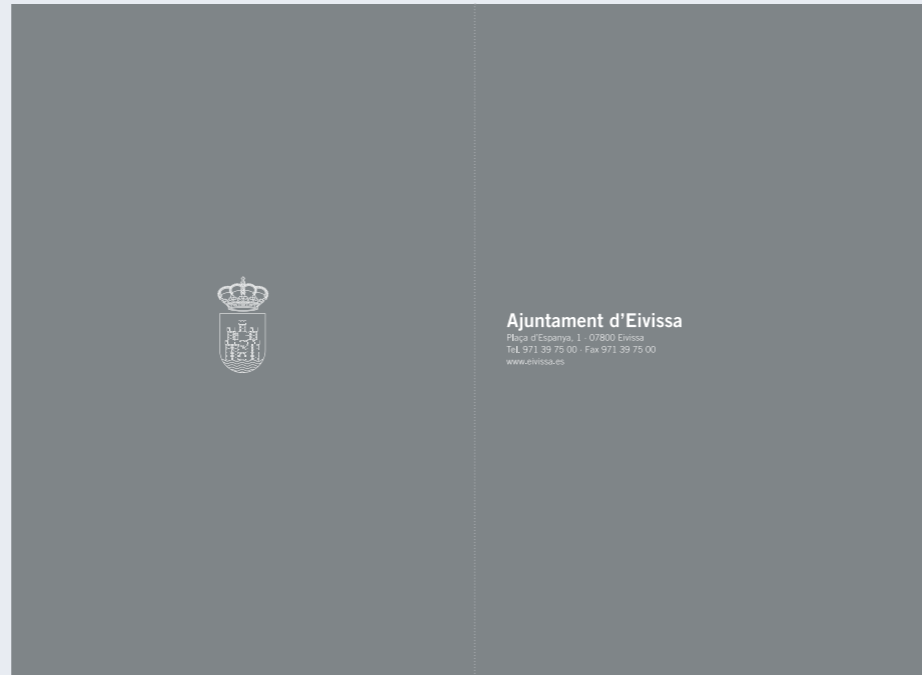 Ajuntament d’Eivissa
Plaça d’Espanya, 1 - 07800 Eivissa
Tel. 971 39 75 00 - Fax 971 39 75 00
www.eivissa.es